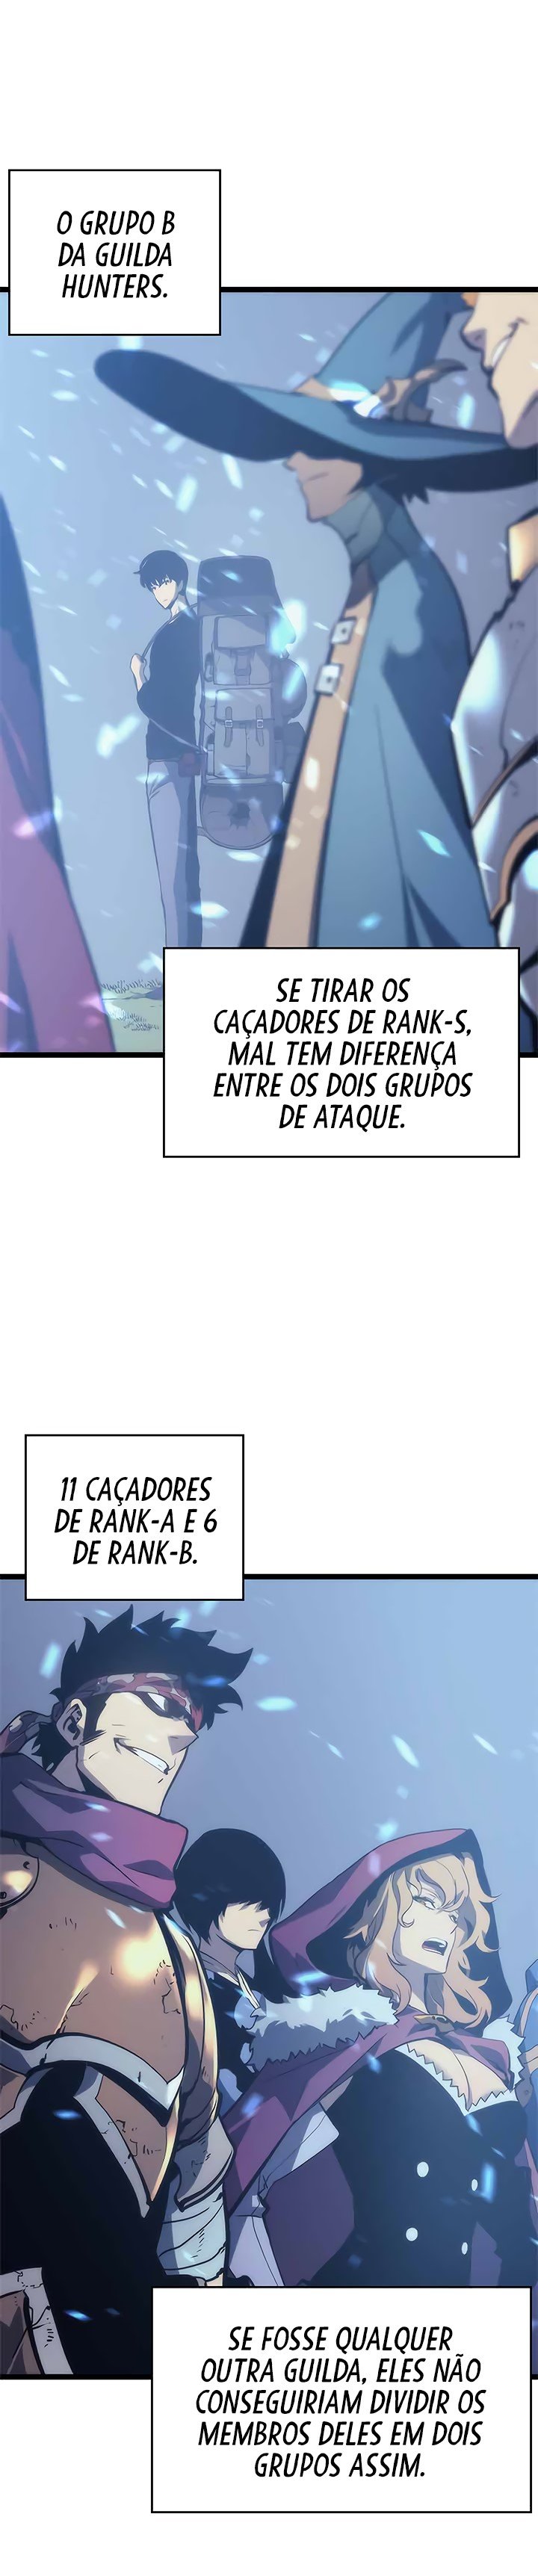 O GRUPO B
DA GUILDA
HUNTERS.
SE TIRAR OS
CAÇADORES DE RANK-S,
MAL TEM DIFERENÇA
ENTRE OS DOIS GRUPOS
DE ATAQUE.
11 CAÇADORES
DE RANK-A E 6
DE RANK-B.
SE FOSSE QUALQUER
OUTRA GUILDA, ELES NÃO
CONSEGUIRIAM DIVIDIR OS
MEMBROS DELES EM DOIS
GRUPOS ASSIM.